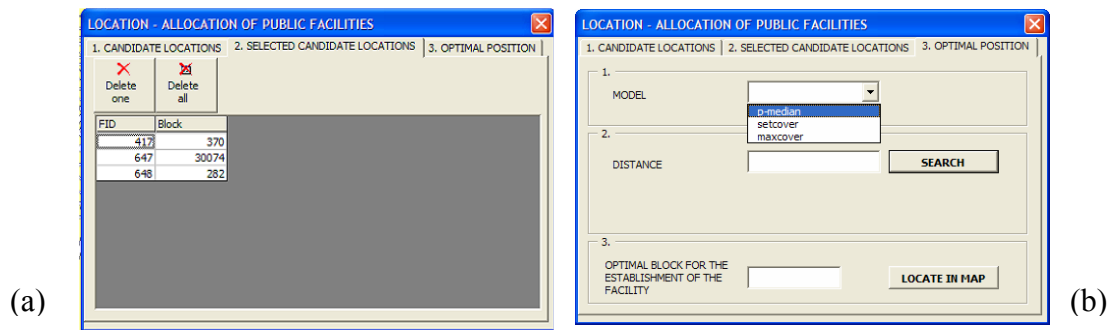 LOCATION - ALLOCATION OF PUBLIC FACILITIES
1. CANDIDATE LOCATIONS 2. SELECTED CANDIDATE LOCATIONS 3. OPTIMAL POSITION
Delete one
Delete all
FID Block
417 370
647 30074
648 282
(a)
LOCATION - ALLOCATION OF PUBLIC FACILITIES
1. CANDIDATE LOCATIONS 2. SELECTED CANDIDATE LOCATIONS 3. OPTIMAL POSITION
1.
MODEL
p-median
setcover
maxcover
2.
DISTANCE
SEARCH
3.
OPTIMAL BLOCK FOR THE
ESTABLISHMENT OF THE
FACILITY
LOCATE IN MAP
(b)